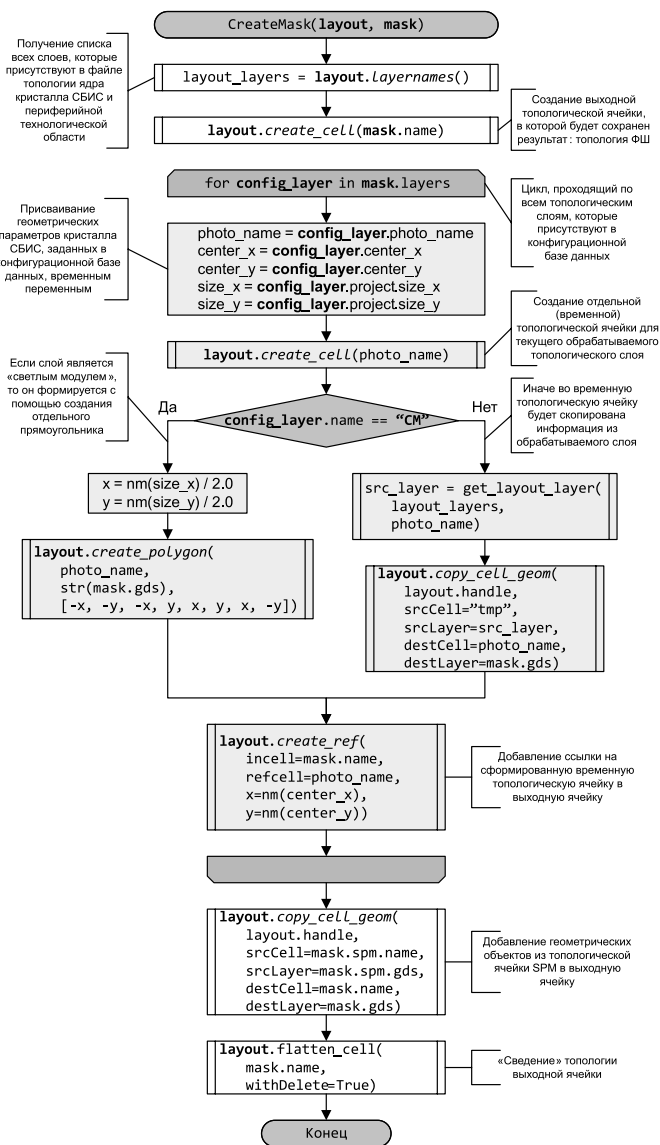 CreateMask(layout, mask)
Получение списка
всех слоев, которые
присутствуют в файле
топологии ядра
кристалла СБИС и
периферийной
технологической
области
layout_layers = layout.layernames()
layout.create_cell(mask.name)
Создание выходной
топологической ячейки,
в которой будет сохранен
результат: топология ФШ
for config_layer in mask.layers
Цикл, проходящий по
всем топологическим
слоям, которые
присутствуют в
конфигурационной
базе данных
Присваивание
геометрических
параметров кристалла
СБИС, заданных в
конфигурационной базе
данных, временным
переменным
photo_name = config_layer.photo_name
center_x = config_layer.center_x
center_y = config_layer.center_y
size_x = config_layer.project.size_x
size_y = config_layer.project.size_y
layout.create_cell(photo_name)
Создание отдельной
(временной)
топологической ячейки для
текущего обрабатываемого
топологического слоя
Если слой является
«светлым модулем»,
то он формируется с
помощью создания
отдельного
прямоугольника
Да
config_layer.name == “CM”
Нет
Иначе во временную
топологическую ячейку
будет скопирована
информация из
обрабатываемого слоя
x = nm(size_x) / 2.0
y = nm(size_y) / 2.0
layout.create_polygon(
photo_name,
str(mask.gds),
[-x, -y, -x, y, x, y, x, -y])
src_layer = get_layout_layer(
layout_layers,
photo_name)
layout.copy_cell_geom(
layout.handle,
srcCell=”tmp”,
srcLayer=src_layer,
destCell=photo_name,
destLayer=mask.gds)
layout.create_ref(
incell=mask.name,
refcell=photo_name,
x=nm(center_x),
y=nm(center_y))
Добавление ссылки на
сформированную временную
топологическую ячейку в
выходную ячейку
layout.copy_cell_geom(
layout.handle,
srcCell=mask.spm.name,
srcLayer=mask.spm.gds,
destCell=mask.name,
destLayer=mask.gds)
Добавление геометрических
объектов из топологической
ячейки SPM в выходную
ячейку
layout.flatten_cell(
mask.name,
withDelete=True)
«Сведение» топологии
выходной ячейки
Конец